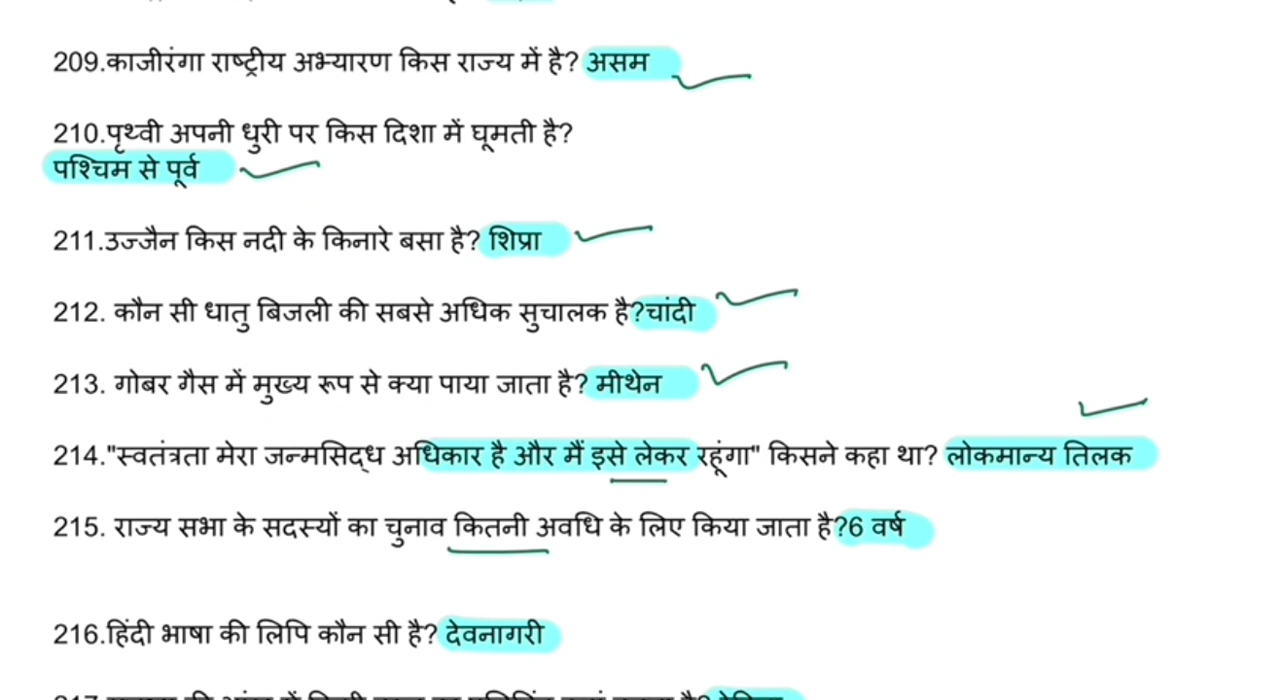 209.काजीरंगा राष्ट्रीय अभ्यारण किस राज्य में है? असम
210.पृथ्वी अपनी धुरी पर किस दिशा में घूमती है?
पश्चिम से पूर्व
211.उज्जैन किस नदी के किनारे बसा है? शिप्रा
212. कौन सी धातु बिजली की सबसे अधिक सुचालक है?चांदी
213. गोबर गैस में मुख्य रूप से क्या पाया जाता है? मीथेन
214."स्वतंत्रता मेरा जन्मसिद्ध अधिकार है और मैं इसे लेकर रहूंगा" किसने कहा था? लोकमान्य तिलक
215. राज्य सभा के सदस्यों का चुनाव कितनी अवधि के लिए किया जाता है?6 वर्ष
216.हिंदी भाषा की लिपि कौन सी है? देवनागरी